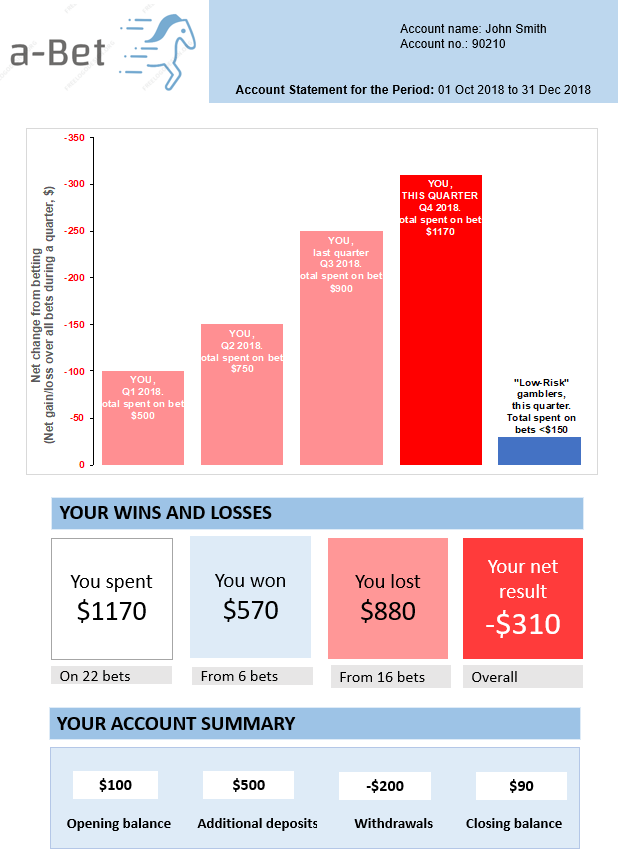 a-Bet
Account name: John Smith
Account no.: 90210
Account Statement for the Period: 01 Oct 2018 to 31 Dec 2018
Net change from betting
(Net gain/loss over all bets during a quarter, $)
-350
-300
-250
-200
-150
-100
-50
0
YOU,
Q1 2018.
otal spent on bet
$500
YOU,
Q2 2018.
otal spent on bet
$750
YOU,
last quarter
Q3 2018.
otal spent on bet
$900
YOU,
THIS QUARTER
Q4 2018.
otal spent on bet
$1170
"Low-Risk"
gamblers,
this quarter.
Total spent on
bets <$150
YOUR WINS AND LOSSES
You spent
$1170
On 22 bets
You won
$570
From 6 bets
You lost
$880
From 16 bets
Your net
result
-$310
Overall
YOUR ACCOUNT SUMMARY
$100
Opening balance
$500
Additional deposits
-$200
Withdrawals
$90
Closing balance